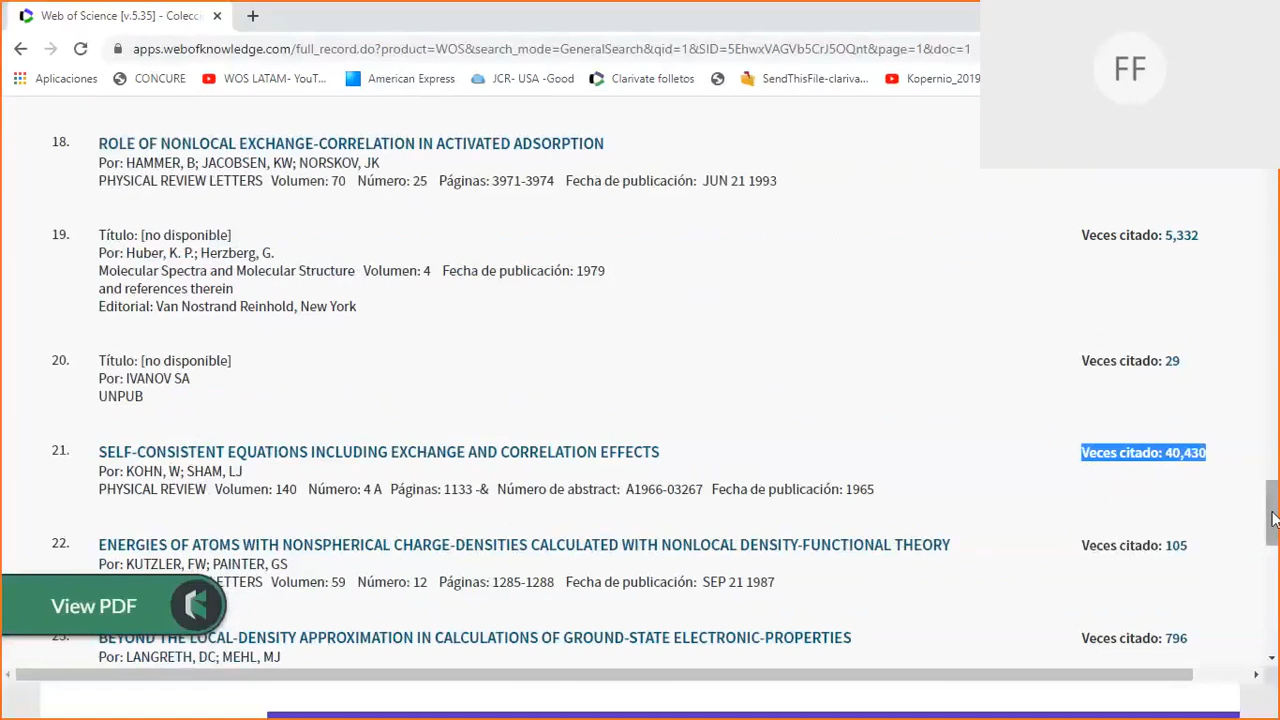 Web of Science [v.5.35] - Colecci
FF
apps.webofknowledge.com/full_record.do?product=WOS&search_mode=GeneralSearch&qid=1&SID=5EhwxVAGVb5CrJ5OQnt&page=1&doc=1
Aplicaciones CONCURE WOS LATAM- YouT... American Express JCR- USA -Good Clarivate folletos SendThisFile-clariva... Kopernio_2019
18. ROLE OF NONLOCAL EXCHANGE-CORRELATION IN ACTIVATED ADSORPTION
Por: HAMMER, B; JACOBSEN, KW; NORSKOV, JK
PHYSICAL REVIEW LETTERS Volumen: 70 Número: 25 Páginas: 3971-3974 Fecha de publicación: JUN 21 1993
19. Título: [no disponible] Veces citado: 5,332
Por: Huber, K. P.; Herzberg, G.
Molecular Spectra and Molecular Structure Volumen: 4 Fecha de publicación: 1979
and references therein
Editorial: Van Nostrand Reinhold, New York
20. Título: [no disponible] Veces citado: 29
Por: IVANOV SA
UNPUB
21. SELF-CONSISTENT EQUATIONS INCLUDING EXCHANGE AND CORRELATION EFFECTS Veces citado: 40,430
Por: KOHN, W; SHAM, LJ
PHYSICAL REVIEW Volumen: 140 Número: 4 A Páginas: 1133 -& Número de abstract: A1966-03267 Fecha de publicación: 1965
22. ENERGIES OF ATOMS WITH NONSPHERICAL CHARGE-DENSITIES CALCULATED WITH NONLOCAL DENSITY-FUNCTIONAL THEORY Veces citado: 105
Por: KUTZLER, FW; PAINTER, GS
LETTERS Volumen: 59 Número: 12 Páginas: 1285-1288 Fecha de publicación: SEP 21 1987
View PDF
23. BEYOND THE LOCAL-DENSITY APPROXIMATION IN CALCULATIONS OF GROUND-STATE ELECTRONIC-PROPERTIES Veces citado: 796
Por: LANGRETH, DC; MEHL, MJ